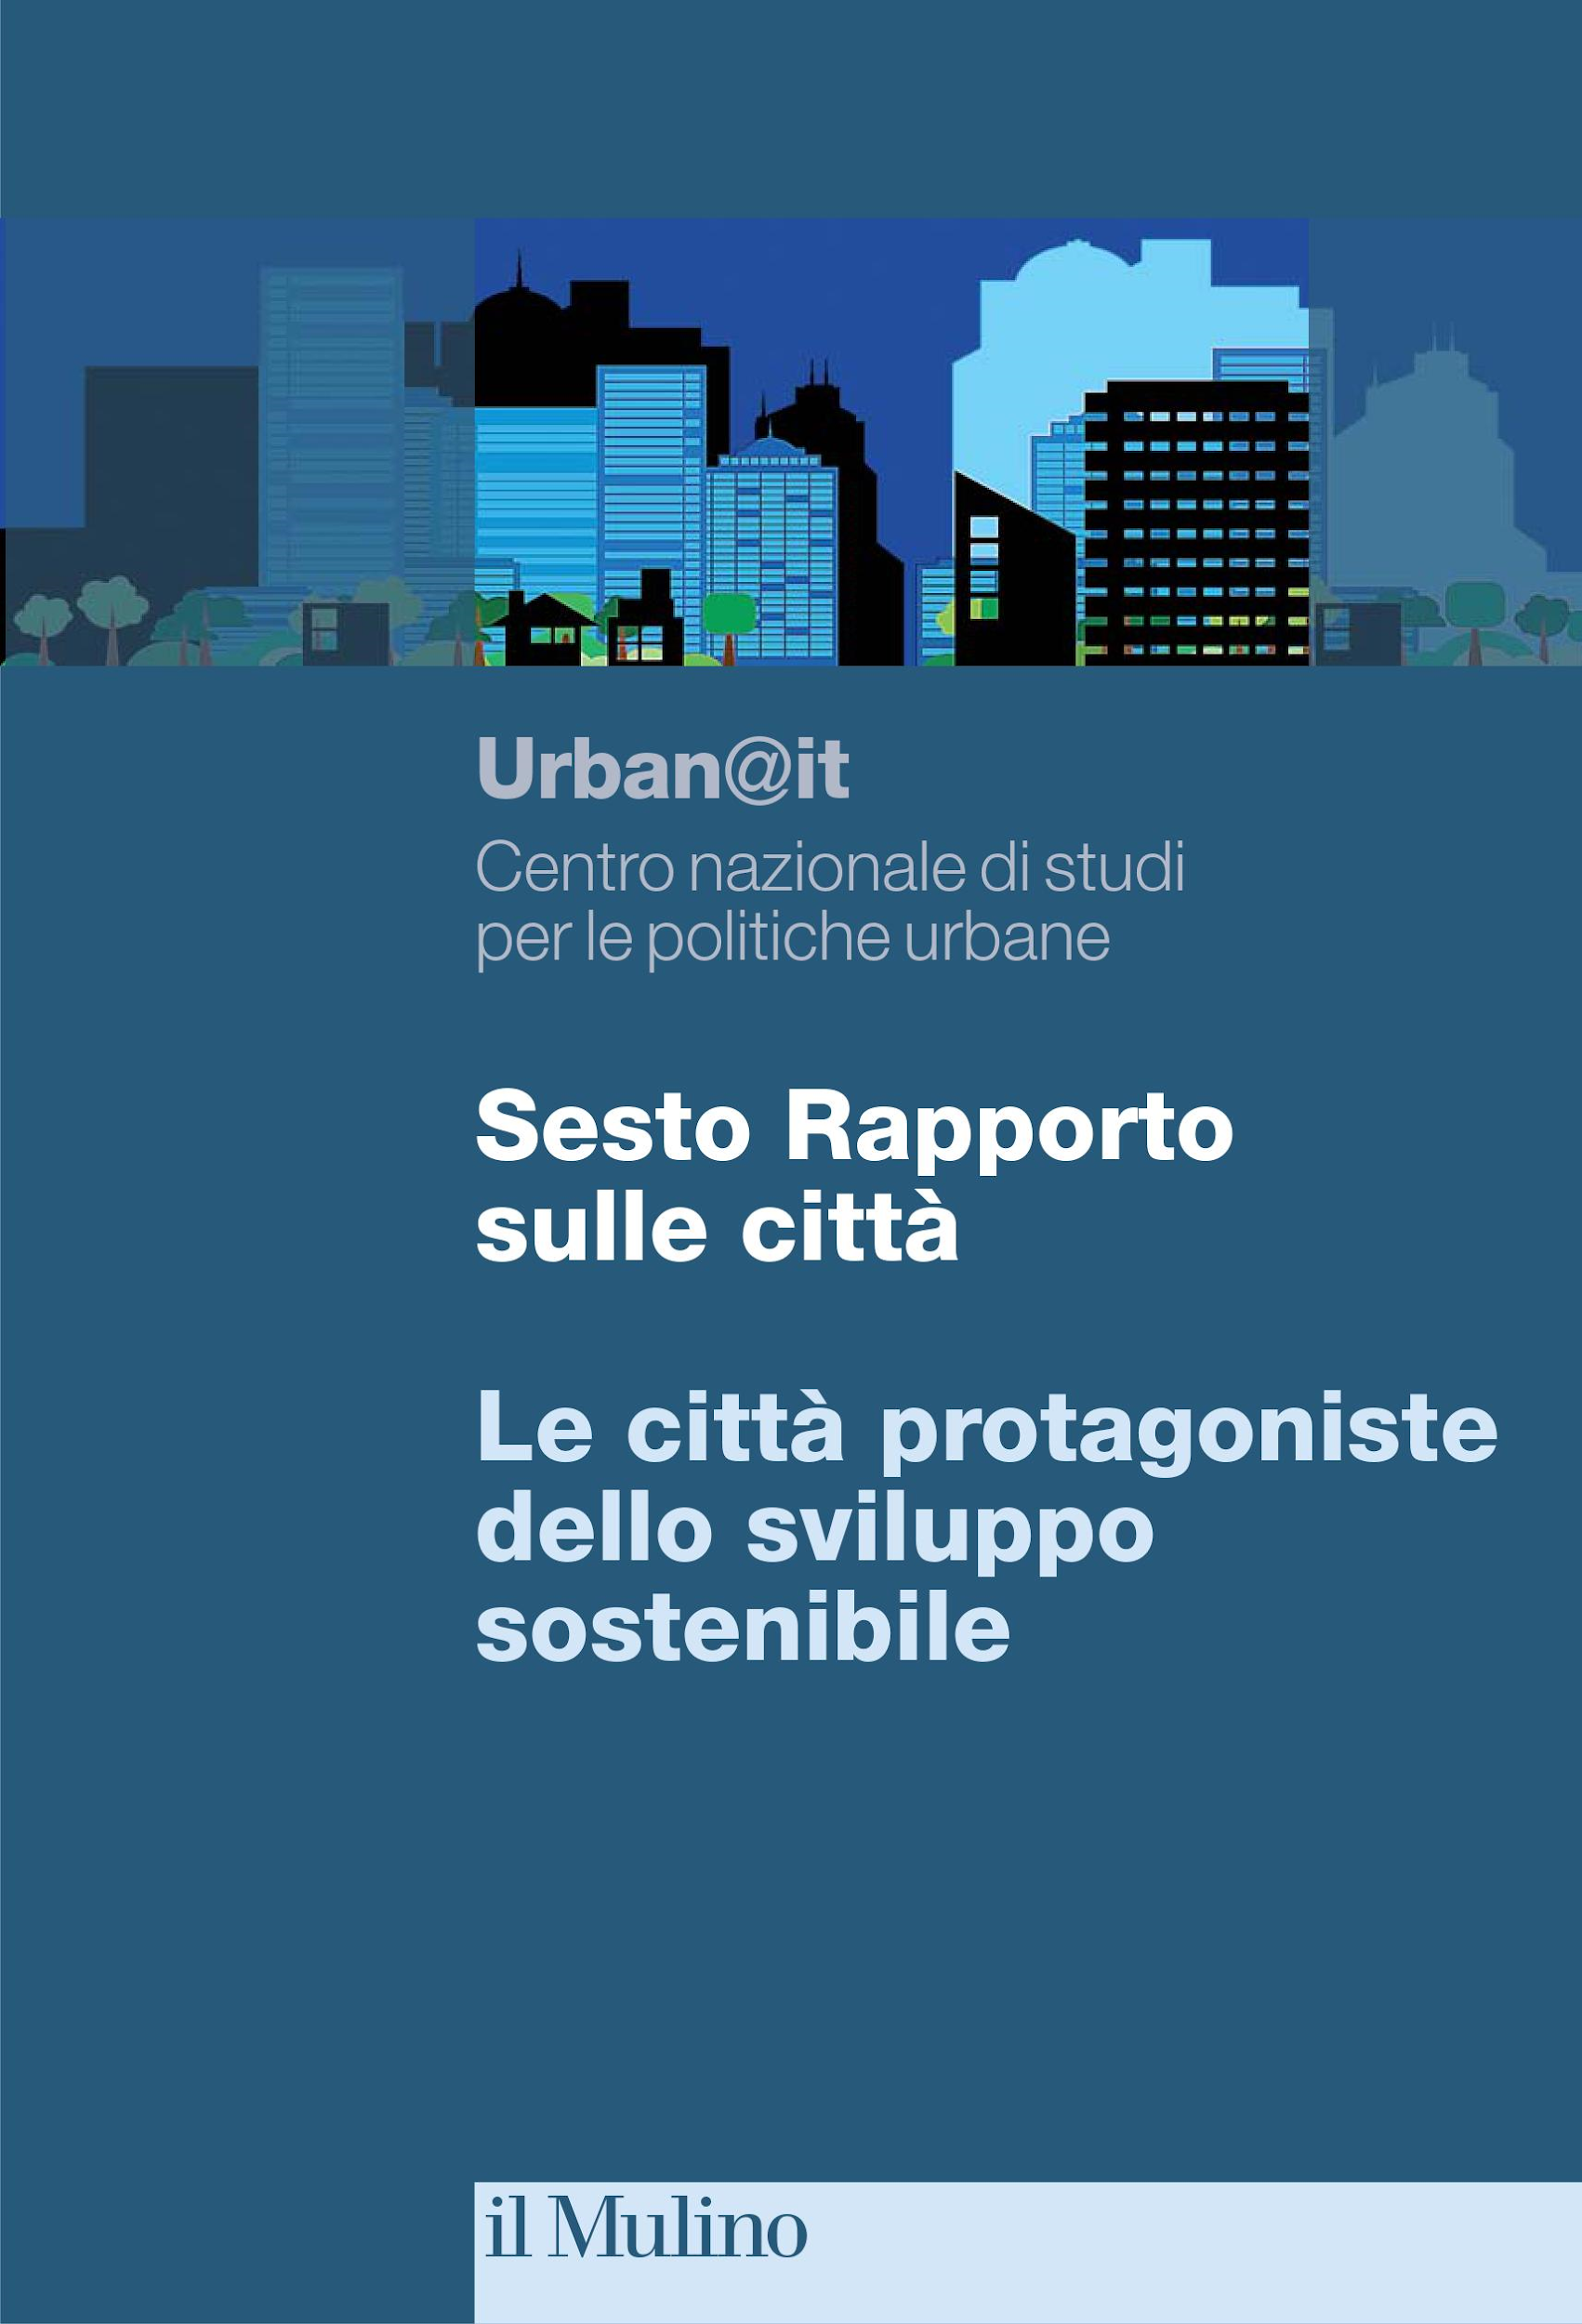 Urban@it
Centro nazionale di studi
per le politiche urbane
Sesto Rapporto
sulle città
Le città protagoniste
dello sviluppo
sostenibile
il Mulino